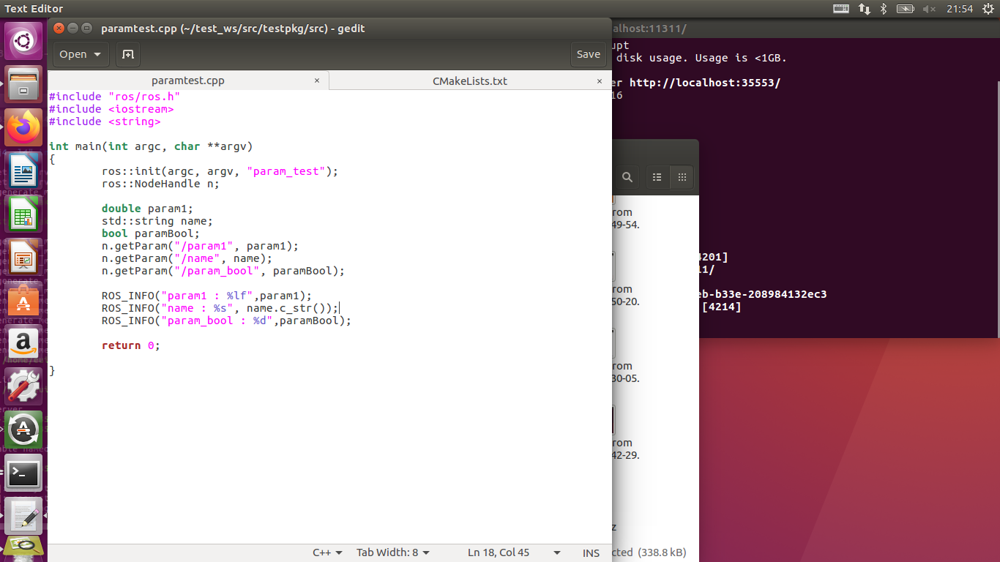 Text Editor
21:54
paramtest.cpp (~/test_ws/src/testpkg/src) - gedit
alhost:11311/
Open
Save
paramtest.cpp ×
CMakeLists.txt ×
#include "ros/ros.h"
#include <iostream>
#include <string>
int main(int argc, char **argv)
{
ros::init(argc, argv, "param_test");
ros::NodeHandle n;
double param1;
std::string name;
bool paramBool;
n.getParam("/param1", param1);
n.getParam("/name", name);
n.getParam("/param_bool", paramBool);
ROS_INFO("param1 : %lf",param1);
ROS_INFO("name : %s", name.c_str());
ROS_INFO("param_bool : %d",paramBool);
return 0;
}
C++
Tab Width: 8
Ln 18, Col 45
INS
upt
disk usage. Usage is <1GB.
er http://localhost:35553/
16
4201]
11/
eb-b33e-208984132ec3
[4214]
rom
49-54.
rom
50-20.
rom
30-05.
rom
42-29.
z
cted (338.8 kB)